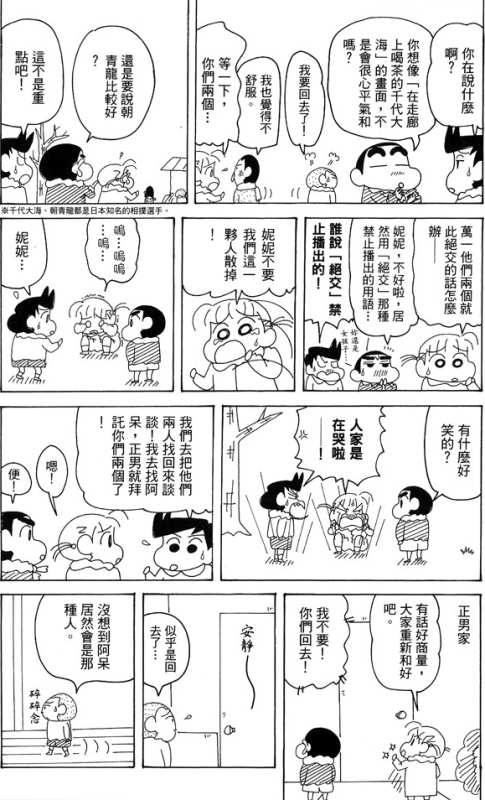 你在說什麼
啊?
你想像「在走廊
上喝茶的千代大
海」的畫面,不
是會很心平氣和
嗎?
我要回去了!
我也覺得不
舒服。
等一下,
你們兩個…
還是要說朝
青龍比較好
?
這不是重
點吧!
※千代大海、朝青龍都是日本知名的相撲選手。
萬一他們兩個就
此絕交的話怎麼
辦…
妮妮,不好啦,居
然用「絕交」那種
禁止播出的用語…
誰說「絕交」禁
止播出的!
妳還是
女孩子…
妮妮不要
我們這一
夥人散掉
!
嗚…嗚嗚
…嗚…
妮妮…
有什麼好
笑的?
人家是
在哭啦
——!
我們去把他們
兩人找回來談
談!我去找阿
呆,正男就拜
託你們兩個了
!
嗯!
便!
正男家
有話好商量,
大家重新和好
吧。
我不要!
你們回去!
安靜——
似乎是回
去了…
沒想到阿呆
居然會是那
種人。
碎碎念